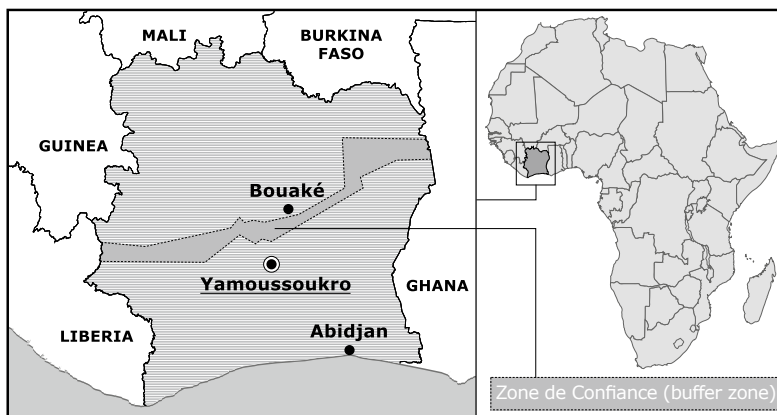 MALI
BURKINA
FASO
GUINEA
Bouaké
Yamoussoukro
GHANA
LIBERIA
Abidjan
Zone de Confiance (buffer zone)